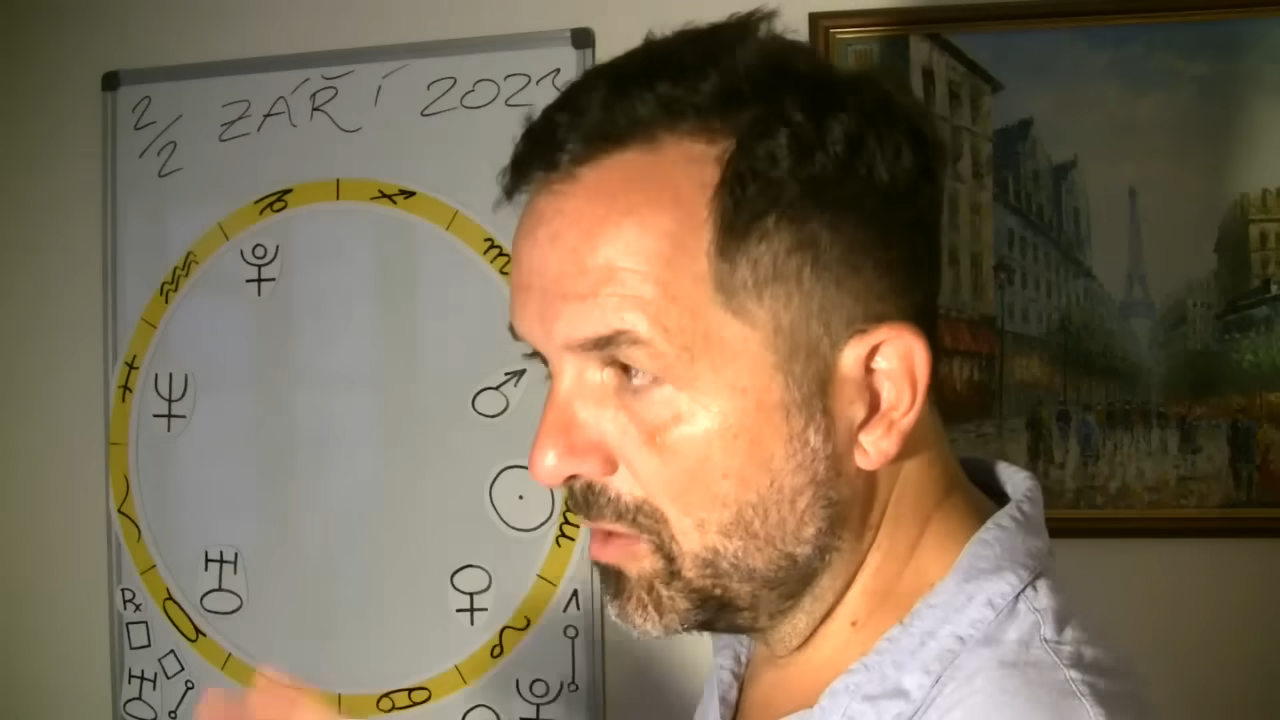 2/2 ZÁŘÍ 2023
♑ ♐ ♏
♒ ♇
♓ ♆ ♂
☉ ♍
♈
♅ ♀
℞ ♉ ♌
□
□ ♋
♅ ☍ ♇ ☍